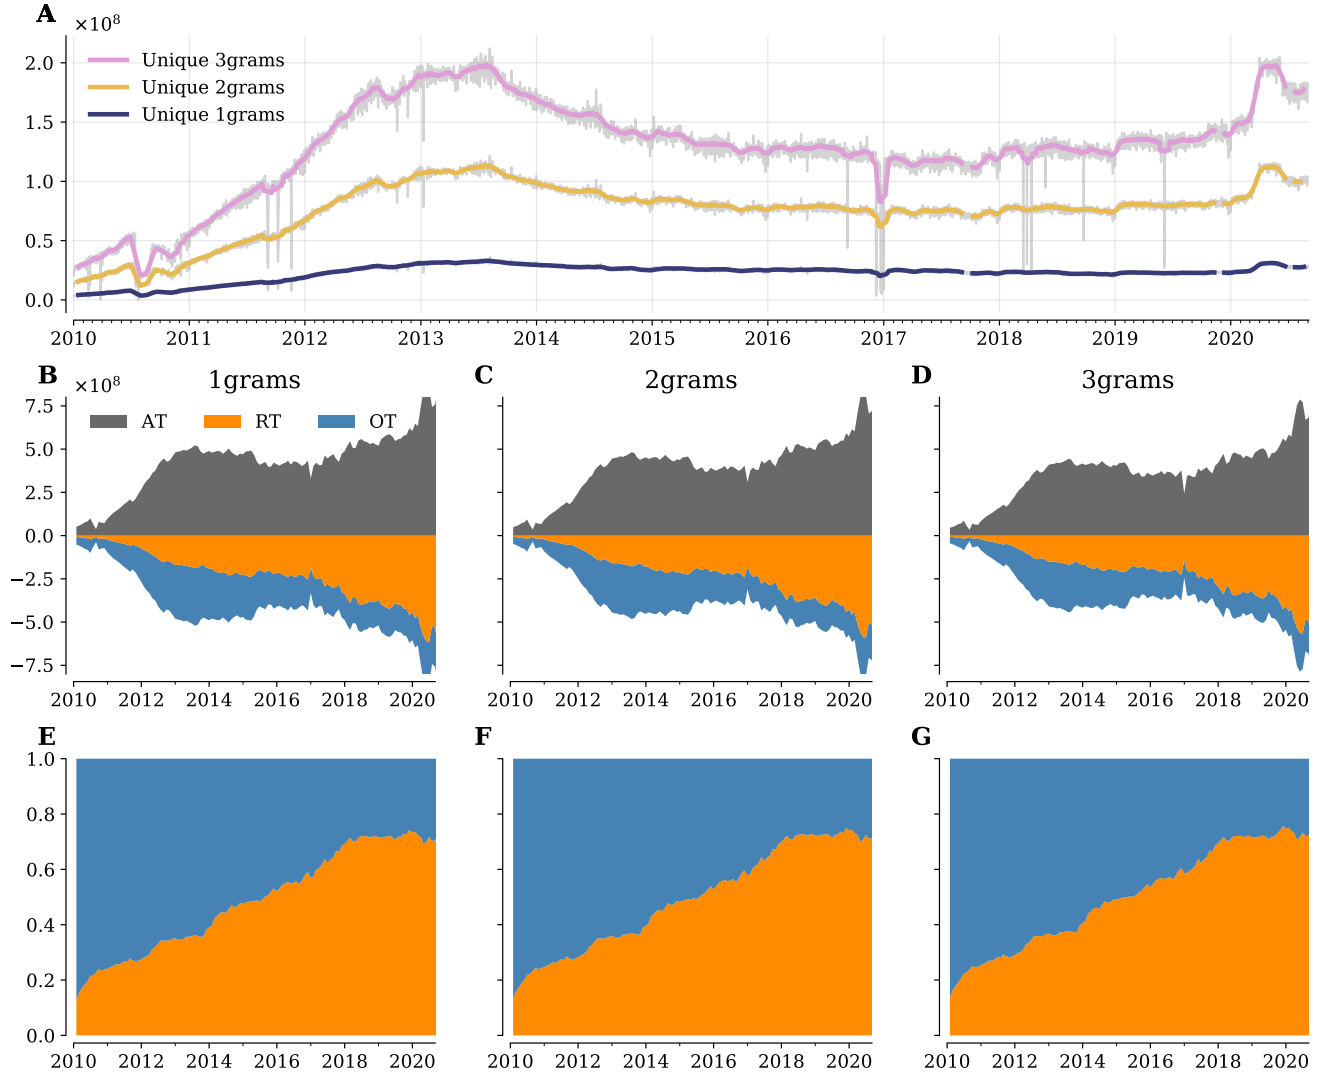 A
×10⁸
Unique 3grams
Unique 2grams
Unique 1grams
2.0
1.5
1.0
0.5
0.0
2010 2011 2012 2013 2014 2015 2016 2017 2018 2019 2020
B ×10⁸ 1grams
C 2grams
D 3grams
AT RT OT
7.5
5.0
2.5
0.0
−2.5
−5.0
−7.5
2010 2012 2014 2016 2018 2020
2010 2012 2014 2016 2018 2020
2010 2012 2014 2016 2018 2020
E
F
G
1.0
0.8
0.6
0.4
0.2
0.0
2010 2012 2014 2016 2018 2020
2010 2012 2014 2016 2018 2020
2010 2012 2014 2016 2018 2020